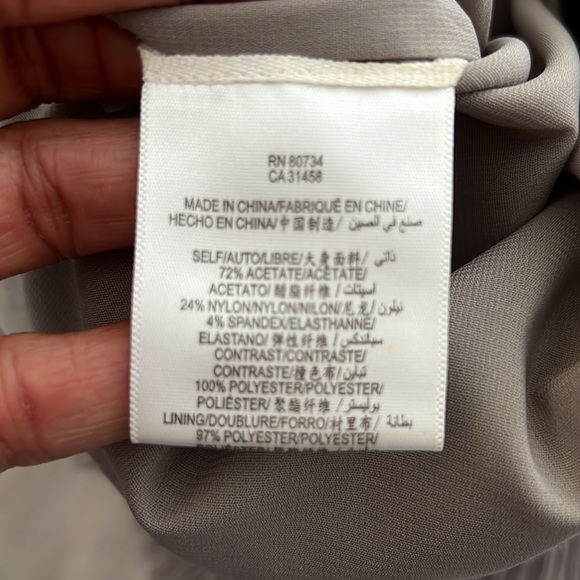 RN 80734
CA 31458
MADE IN CHINA/FABRIQUÉ EN CHINE/
HECHO EN CHINA/中国制造/ صنع في الصين
SELF/AUTO/LIBRE/大身面料/ ذاتي
72% ACETATE/ACÉTATE/
ACETATO/ 醋酯纤维 / أسيتات
24% NYLON/NYLON/NILON/尼龙/ نيلون
4% SPANDEX/ELASTHANNE/
ELASTANO/ 弹性纤维 / سباندكس
CONTRAST/CONTRASTE/
CONTRASTE/撞色布/ تباين
100% POLYESTER/POLYESTER/
POLIÉSTER/ 聚酯纤维 / بوليستر
LINING/DOUBLURE/FORRO/衬里布/ بطانة
97% POLYESTER/POLYESTER/